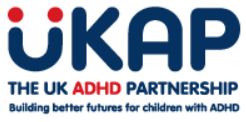 UKAP
THE UK ADHD PARTNERSHIP
Building better futures for children with ADHD